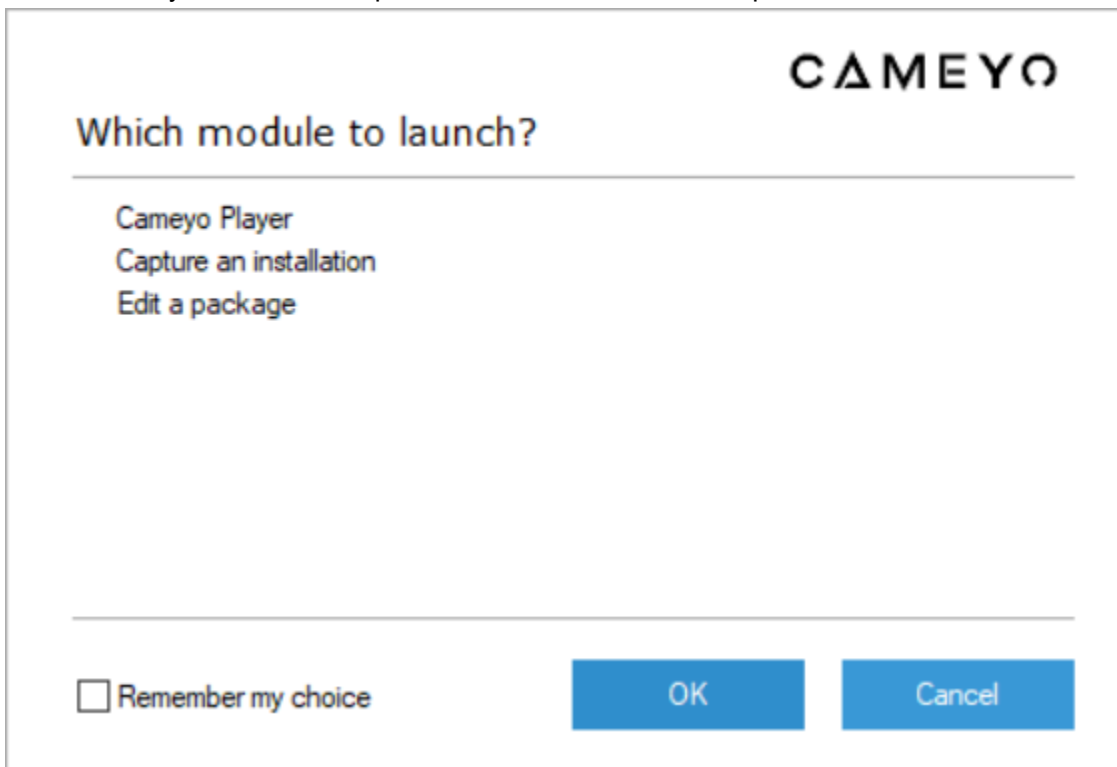 CAMEYO
Which module to launch?
Cameyo Player
Capture an installation
Edit a package
Remember my choice
OK
Cancel